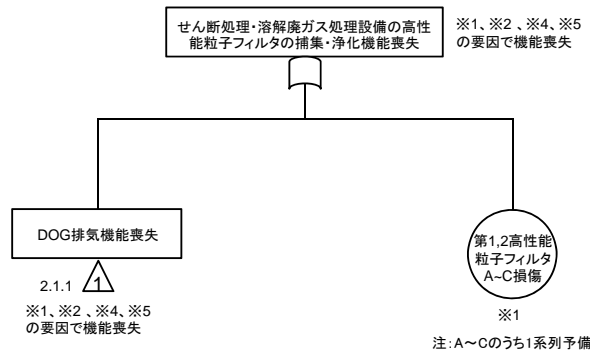 せん断処理・溶解廃ガス処理設備の高性
能粒子フィルタの捕集・浄化機能喪失
※1、※2 、※4、※5
の要因で機能喪失
DOG排気機能喪失
2.1.1
1
※1、※2 、※4、※5
の要因で機能喪失
第1,2高性能
粒子フィルタ
A~C損傷
※1
注：A～Cのうち1系列予備